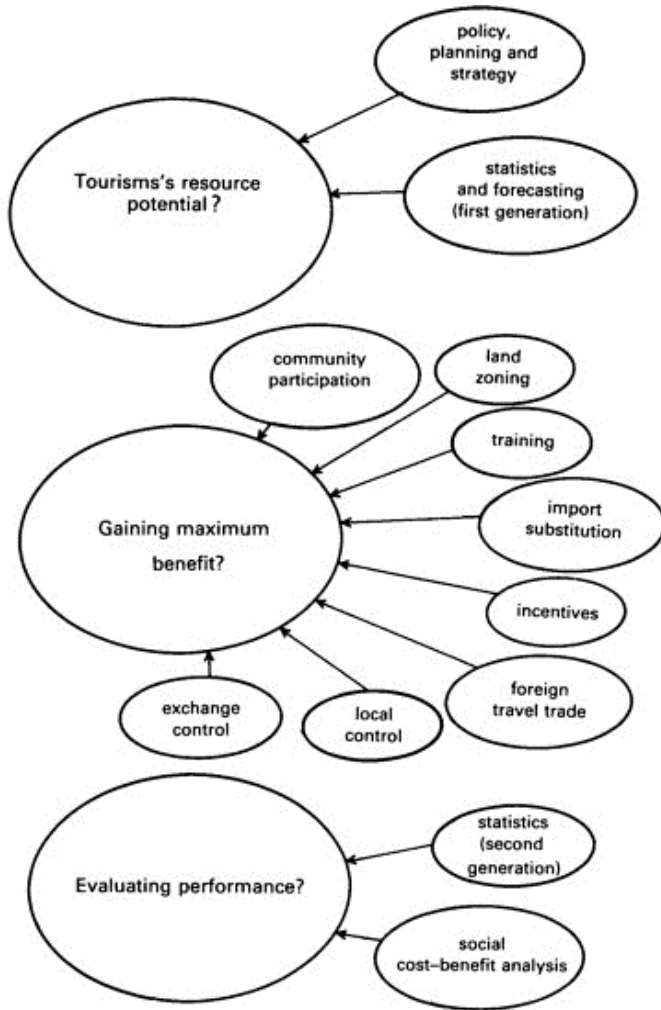 policy,
planning and
strategy
Tourisms's resource
potential?
statistics
and forecasting
(first generation)
community
participation
land
zoning
training
Gaining maximum
benefit?
import
substitution
incentives
foreign
travel trade
exchange
control
local
control
statistics
(second
generation)
Evaluating performance?
social
cost–benefit analysis